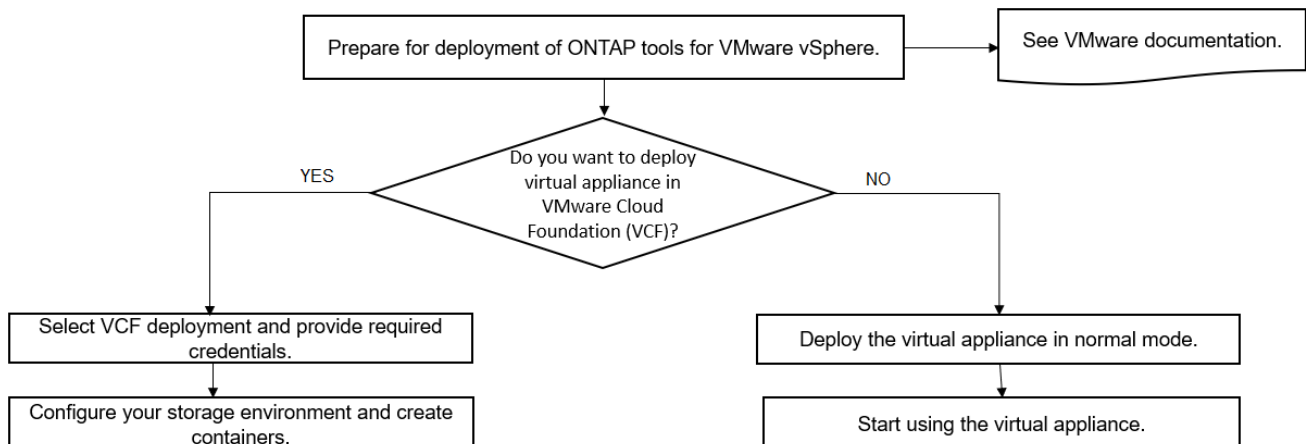 Prepare for deployment of ONTAP tools for VMware vSphere.
See VMware documentation.
Do you want to deploy
virtual appliance in
VMware Cloud
Foundation (VCF)?
YES
NO
Select VCF deployment and provide required
credentials.
Deploy the virtual appliance in normal mode.
Configure your storage environment and create
containers.
Start using the virtual appliance.